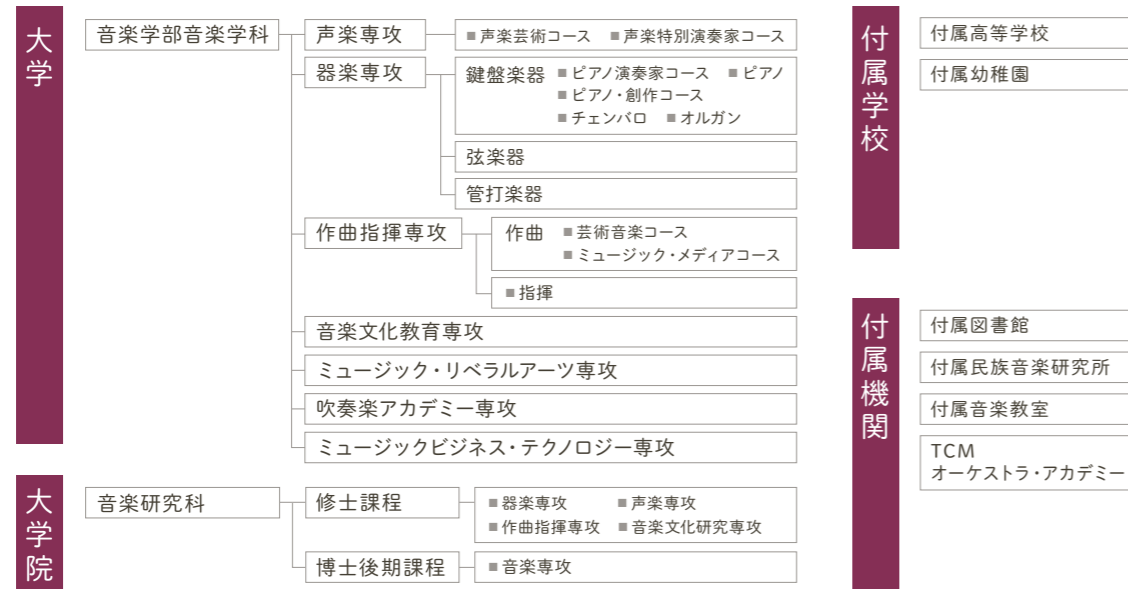 大学
音楽学部音楽学科
声楽専攻
■声楽芸術コース ■声楽特別演奏家コース
器楽専攻
鍵盤楽器 ■ピアノ演奏家コース ■ピアノ
■ピアノ・創作コース
■チェンバロ ■オルガン
弦楽器
管打楽器
作曲指揮専攻
作曲 ■芸術音楽コース
■ミュージック・メディアコース
■指揮
音楽文化教育専攻
ミュージック・リベラルアーツ専攻
吹奏楽アカデミー専攻
ミュージックビジネス・テクノロジー専攻
大学院
音楽研究科
修士課程
■器楽専攻 ■声楽専攻
■作曲指揮専攻 ■音楽文化研究専攻
博士後期課程
■音楽専攻
付属学校
付属高等学校
付属幼稚園
付属機関
付属図書館
付属民族音楽研究所
付属音楽教室
TCM
オーケストラ・アカデミー